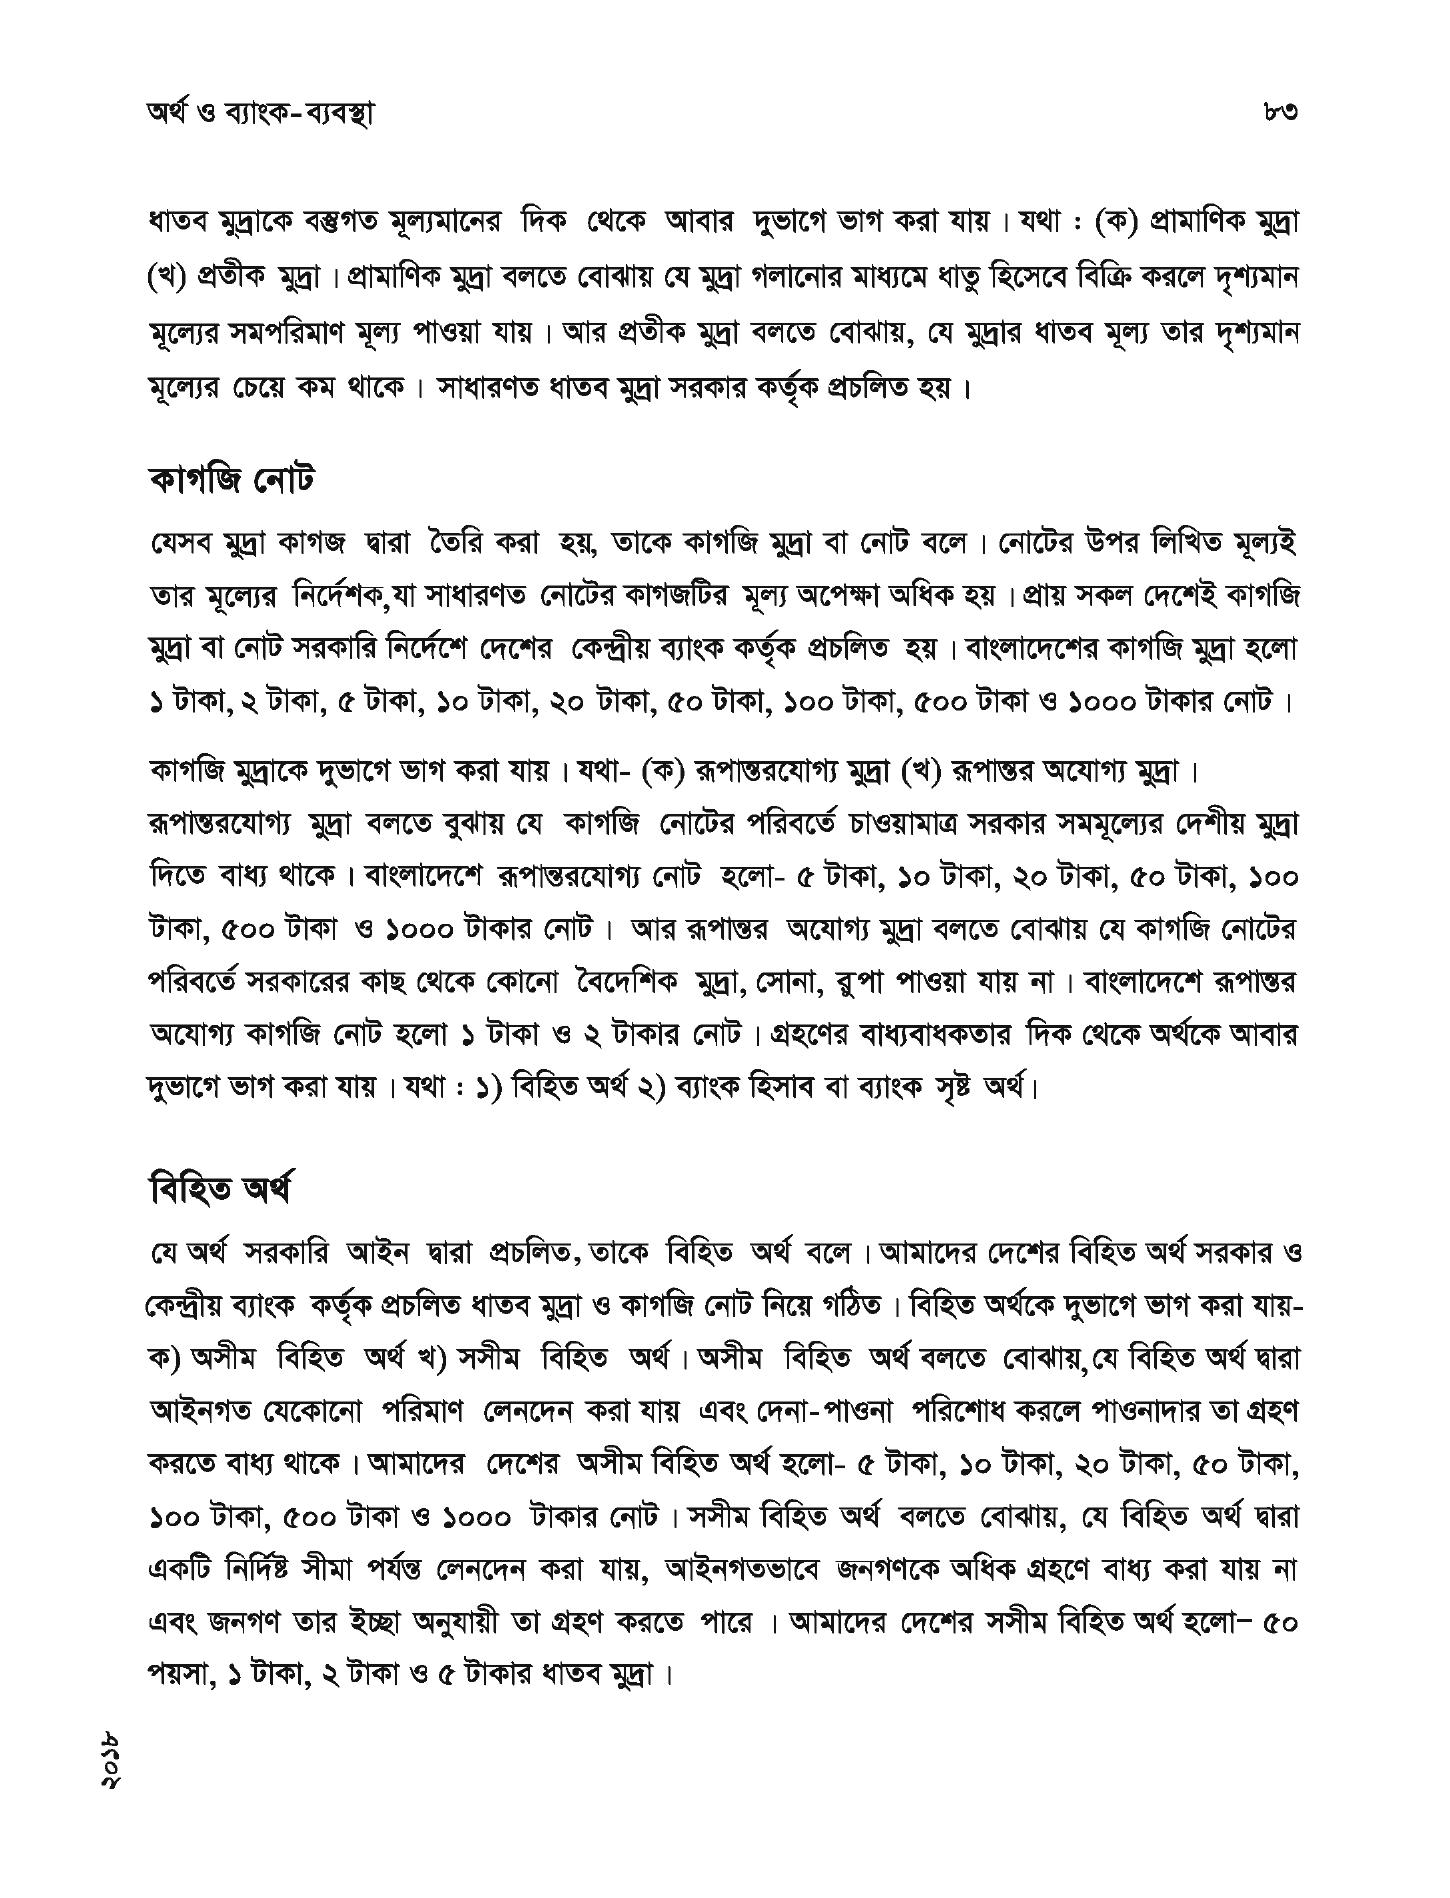 অর্থ ও ব্যাংক-ব্যবস্থা ৮৩
ধাতব মুদ্রাকে বস্তুগত মূল্যমানের দিক থেকে আবার দুভাগে ভাগ করা যায়। যথা : (ক) প্রামাণিক মুদ্রা
(খ) প্রতীক মুদ্রা। প্রামাণিক মুদ্রা বলতে বোঝায় যে মুদ্রা গলানোর মাধ্যমে ধাতু হিসেবে বিক্রি করলে দৃশ্যমান
মূল্যের সমপরিমাণ মূল্য পাওয়া যায়। আর প্রতীক মুদ্রা বলতে বোঝায়, যে মুদ্রার ধাতব মূল্য তার দৃশ্যমান
মূল্যের চেয়ে কম থাকে। সাধারণত ধাতব মুদ্রা সরকার কর্তৃক প্রচলিত হয়।
কাগজি নোট
যেসব মুদ্রা কাগজ দ্বারা তৈরি করা হয়, তাকে কাগজি মুদ্রা বা নোট বলে। নোটের উপর লিখিত মূল্যই
তার মূল্যের নির্দেশক,যা সাধারণত নোটের কাগজটির মূল্য অপেক্ষা অধিক হয়। প্রায় সকল দেশেই কাগজি
মুদ্রা বা নোট সরকারি নির্দেশে দেশের কেন্দ্রীয় ব্যাংক কর্তৃক প্রচলিত হয়। বাংলাদেশের কাগজি মুদ্রা হলো
১ টাকা, ২ টাকা, ৫ টাকা, ১০ টাকা, ২০ টাকা, ৫০ টাকা, ১০০ টাকা, ৫০০ টাকা ও ১০০০ টাকার নোট।
কাগজি মুদ্রাকে দুভাগে ভাগ করা যায়। যথা- (ক) রূপান্তরযোগ্য মুদ্রা (খ) রূপান্তর অযোগ্য মুদ্রা।
রূপান্তরযোগ্য মুদ্রা বলতে বুঝায় যে কাগজি নোটের পরিবর্তে চাওয়ামাত্র সরকার সমমূল্যের দেশীয় মুদ্রা
দিতে বাধ্য থাকে। বাংলাদেশে রূপান্তরযোগ্য নোট হলো- ৫ টাকা, ১০ টাকা, ২০ টাকা, ৫০ টাকা, ১০০
টাকা, ৫০০ টাকা ও ১০০০ টাকার নোট। আর রূপান্তর অযোগ্য মুদ্রা বলতে বোঝায় যে কাগজি নোটের
পরিবর্তে সরকারের কাছ থেকে কোনো বৈদেশিক মুদ্রা, সোনা, রুপা পাওয়া যায় না। বাংলাদেশে রূপান্তর
অযোগ্য কাগজি নোট হলো ১ টাকা ও ২ টাকার নোট। গ্রহণের বাধ্যবাধকতার দিক থেকে অর্থকে আবার
দুভাগে ভাগ করা যায়। যথা : ১) বিহিত অর্থ ২) ব্যাংক হিসাব বা ব্যাংক সৃষ্ট অর্থ।
বিহিত অর্থ
যে অর্থ সরকারি আইন দ্বারা প্রচলিত, তাকে বিহিত অর্থ বলে। আমাদের দেশের বিহিত অর্থ সরকার ও
কেন্দ্রীয় ব্যাংক কর্তৃক প্রচলিত ধাতব মুদ্রা ও কাগজি নোট নিয়ে গঠিত। বিহিত অর্থকে দুভাগে ভাগ করা যায়-
ক) অসীম বিহিত অর্থ খ) সসীম বিহিত অর্থ। অসীম বিহিত অর্থ বলতে বোঝায়,যে বিহিত অর্থ দ্বারা
আইনগত যেকোনো পরিমাণ লেনদেন করা যায় এবং দেনা-পাওনা পরিশোধ করলে পাওনাদার তা গ্রহণ
করতে বাধ্য থাকে। আমাদের দেশের অসীম বিহিত অর্থ হলো- ৫ টাকা, ১০ টাকা, ২০ টাকা, ৫০ টাকা,
১০০ টাকা, ৫০০ টাকা ও ১০০০ টাকার নোট। সসীম বিহিত অর্থ বলতে বোঝায়, যে বিহিত অর্থ দ্বারা
একটি নির্দিষ্ট সীমা পর্যন্ত লেনদেন করা যায়, আইনগতভাবে জনগণকে অধিক গ্রহণে বাধ্য করা যায় না
এবং জনগণ তার ইচ্ছা অনুযায়ী তা গ্রহণ করতে পারে। আমাদের দেশের সসীম বিহিত অর্থ হলো– ৫০
পয়সা, ১ টাকা, ২ টাকা ও ৫ টাকার ধাতব মুদ্রা।
২০১৮